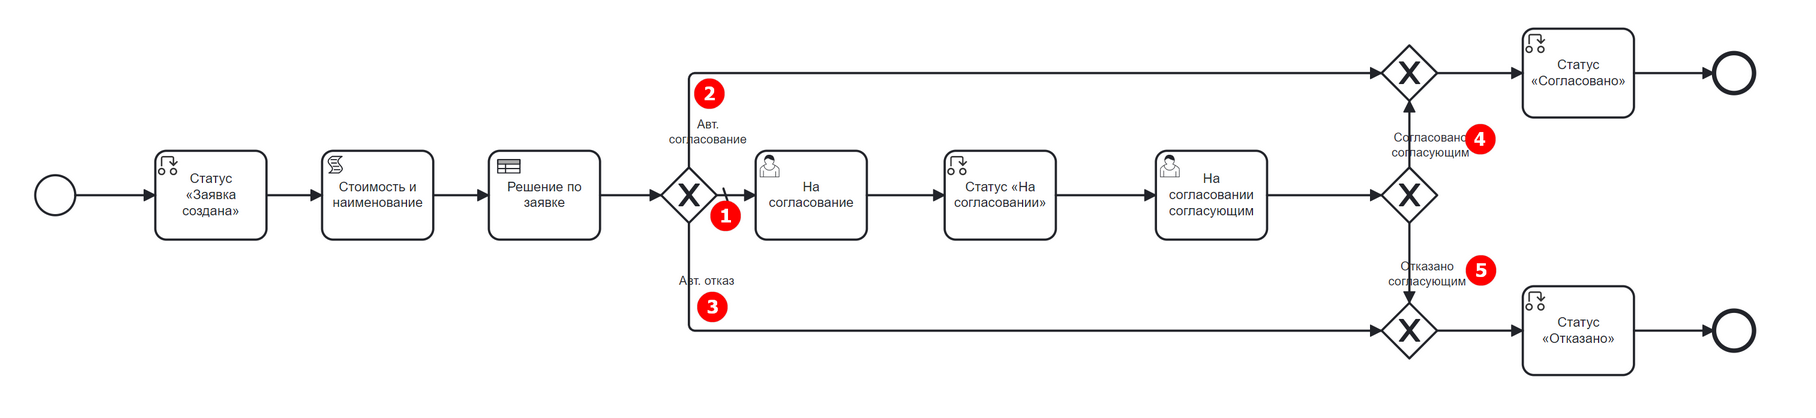 Статус
«Заявка
создана»
Стоимость и
наименование
Решение по
заявке
2
Авт.
согласование
1
Авт. отказ
3
На
согласование
Статус «На
согласовании»
На
согласовании
согласующим
Согласовано
согласующим
4
Отказано
согласующим
5
Статус
«Согласовано»
Статус
«Отказано»